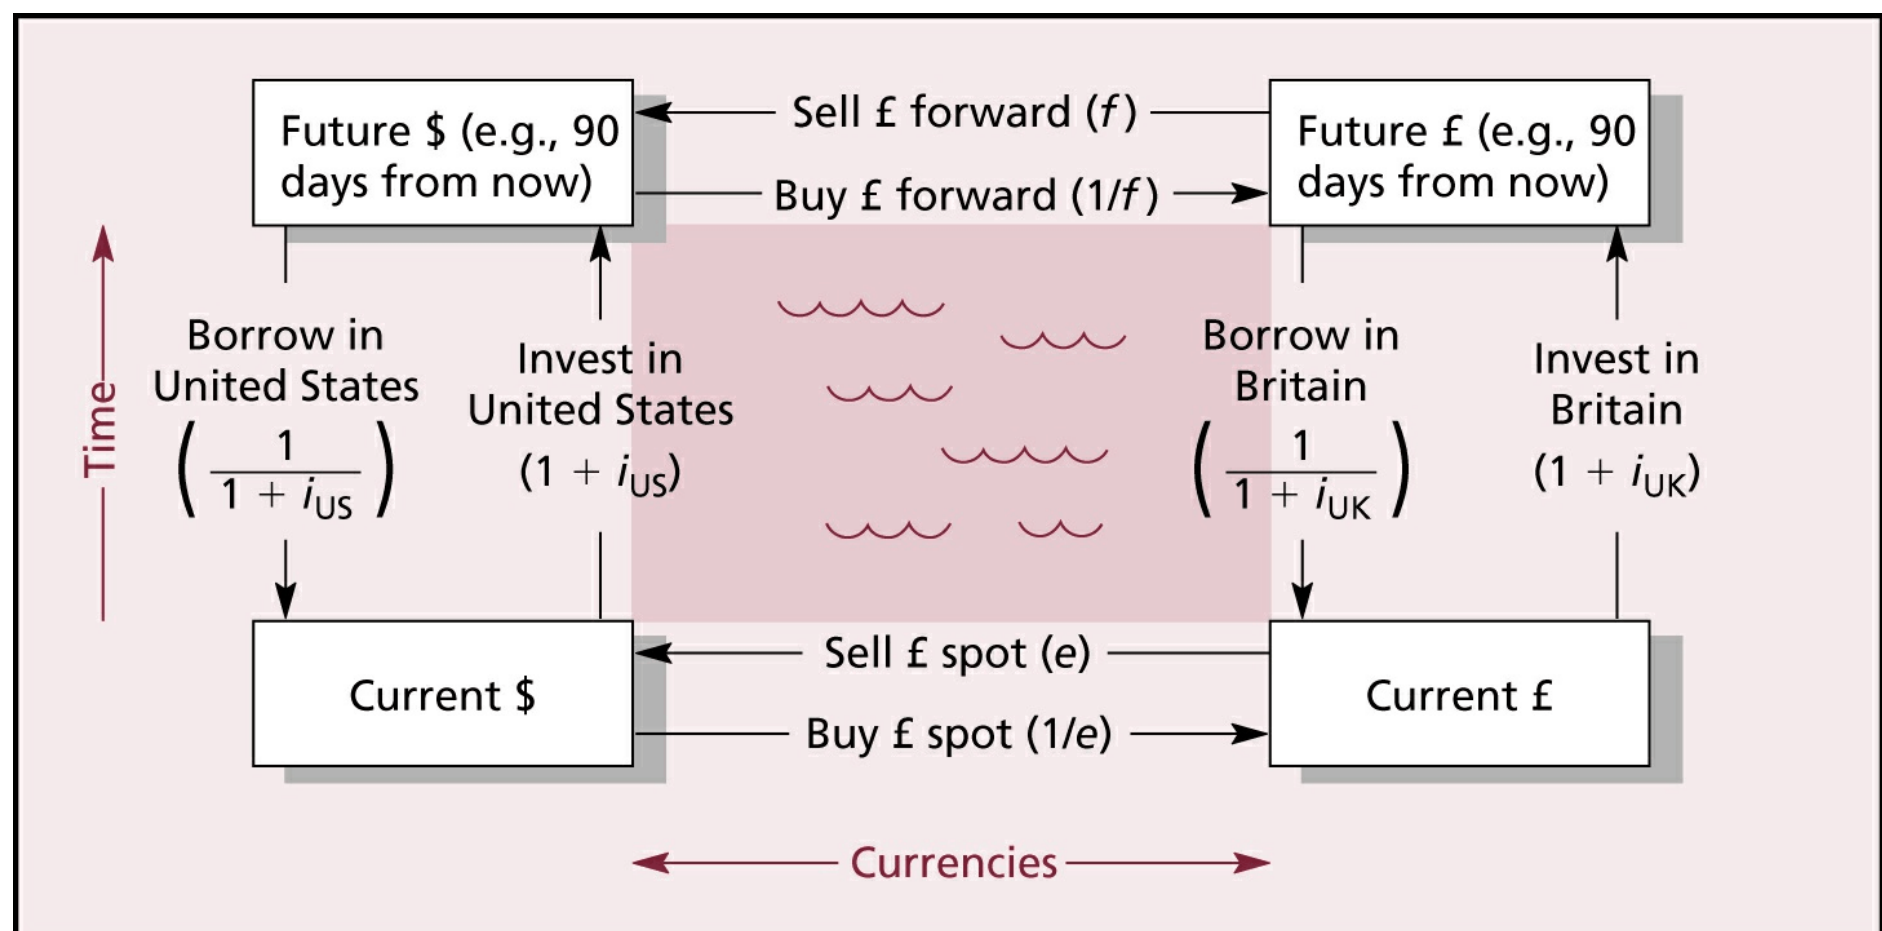 Future $ (e.g., 90
days from now)
Sell £ forward (f)
Buy £ forward (1/f)
Future £ (e.g., 90
days from now)
Time
Borrow in
United States
(1
1 + iUS)
Invest in
United States
(1 + iUS)
Borrow in
Britain
(1
1 + iUK)
Invest in
Britain
(1 + iUK)
Current $
Sell £ spot (e)
Buy £ spot (1/e)
Current £
Currencies